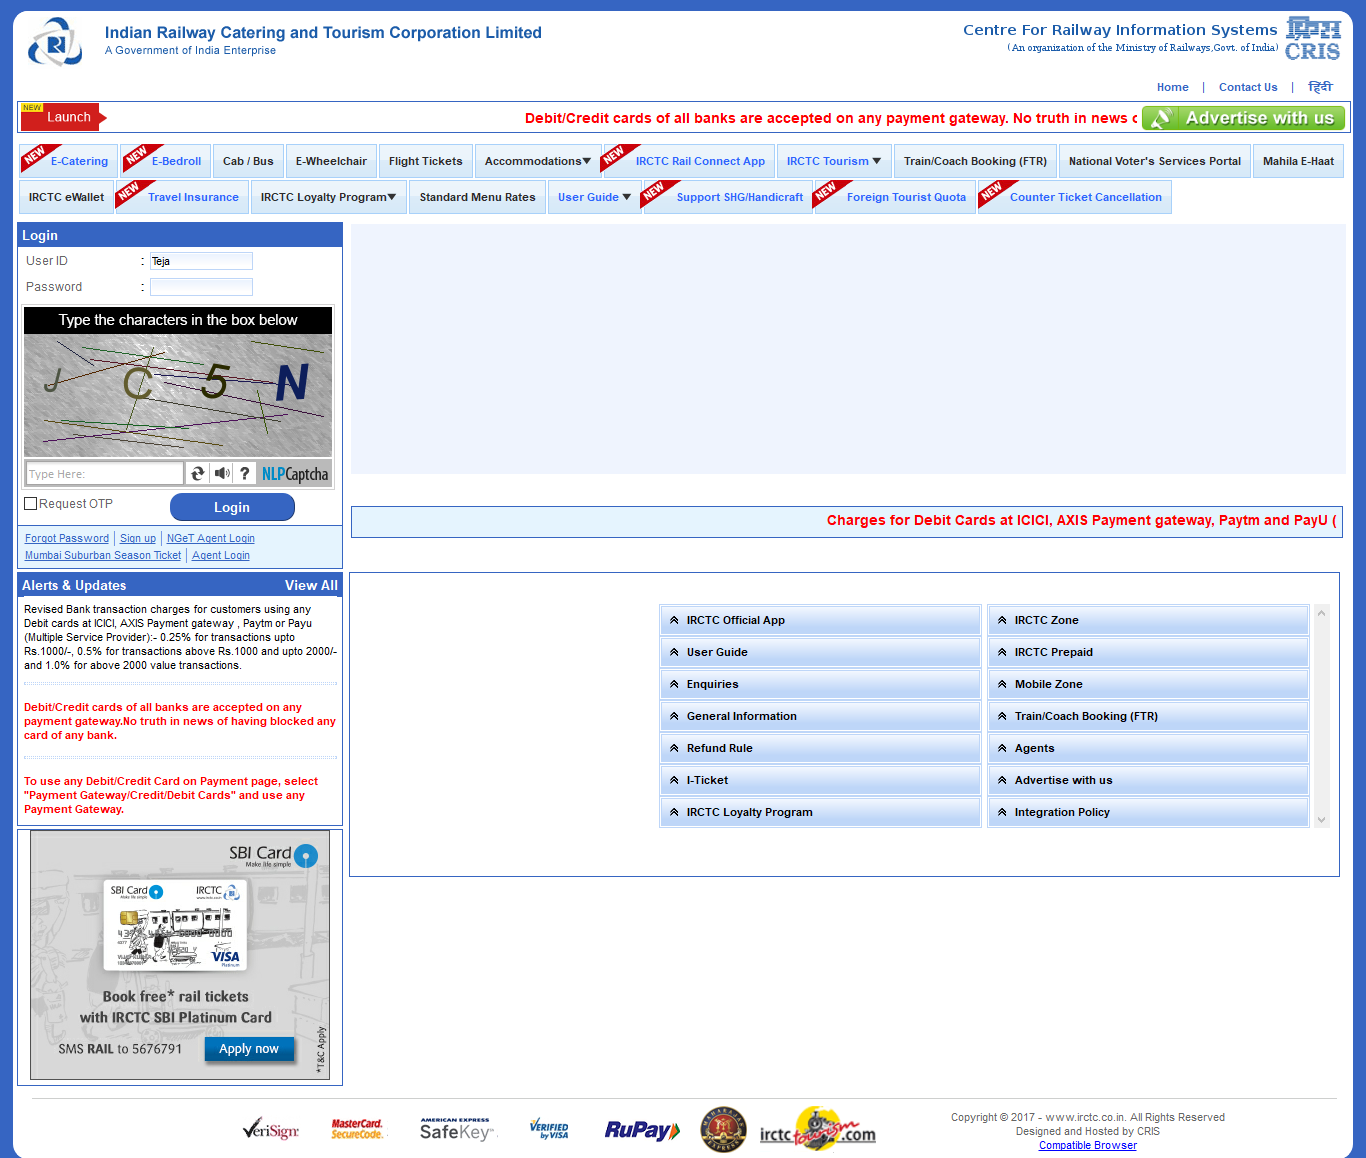 Indian Railway Catering and Tourism Corporation Limited
A Government of India Enterprise
Centre For Railway Information Systems
(An organization of the Ministry of Railways,Govt. of India)
CRIS
Home | Contact Us | हिंदी
NEW
Launch
Debit/Credit cards of all banks are accepted on any payment gateway. No truth in news
Advertise with us
NEW E-Catering NEW E-Bedroll Cab / Bus E-Wheelchair Flight Tickets Accommodations NEW IRCTC Rail Connect App IRCTC Tourism Train/Coach Booking (FTR) National Voter's Services Portal Mahila E-Haat
IRCTC eWallet NEW Travel Insurance IRCTC Loyalty Program Standard Menu Rates User Guide NEW Support SHG/Handicraft NEW Foreign Tourist Quota NEW Counter Ticket Cancellation
Login
User ID : Teja
Password :
Type the characters in the box below
J C 5 N
Type Here:
? NLPCaptcha
Request OTP Login
Forgot Password | Sign up | NGeT Agent Login
Mumbai Suburban Season Ticket | Agent Login
Alerts & Updates View All
Revised Bank transaction charges for customers using any
Debit cards at ICICI, AXIS Payment gateway , Paytm or Payu
(Multiple Service Provider):- 0.25% for transactions upto
Rs.1000/-, 0.5% for transactions above Rs.1000 and upto 2000/-
and 1.0% for above 2000 value transactions.
Debit/Credit cards of all banks are accepted on any
payment gateway.No truth in news of having blocked any
card of any bank.
To use any Debit/Credit Card on Payment page, select
"Payment Gateway/Credit/Debit Cards" and use any
Payment Gateway.
Charges for Debit Cards at ICICI, AXIS Payment gateway, Paytm and PayU (
IRCTC Official App
User Guide
Enquiries
General Information
Refund Rule
I-Ticket
IRCTC Loyalty Program
IRCTC Zone
IRCTC Prepaid
Mobile Zone
Train/Coach Booking (FTR)
Agents
Advertise with us
Integration Policy
SBI Card
Make life simple
SBI Card
Make life simple
IRCTC
VISA
Platinum
Book free* rail tickets
with IRCTC SBI Platinum Card
SMS RAIL to 5676791 Apply now
*T&C Apply
VeriSign
MasterCard.
SecureCode.
AMERICAN EXPRESS
SafeKey
VERIFIED
by VISA
RuPay
irctctourism.com
Copyright © 2017 - www.irctc.co.in. All Rights Reserved
Designed and Hosted by CRIS
Compatible Browser